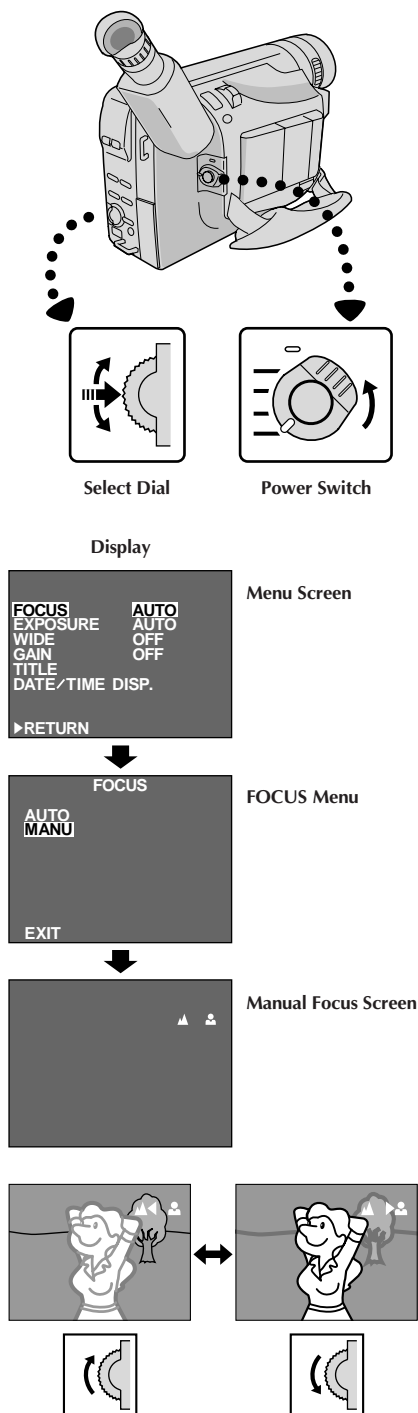 Select Dial
Power Switch
Display
FOCUS AUTO
EXPOSURE AUTO
WIDE OFF
GAIN OFF
TITLE
DATE/TIME DISP.
▶RETURN
Menu Screen
FOCUS
AUTO
MANU
EXIT
FOCUS Menu
Manual Focus Screen